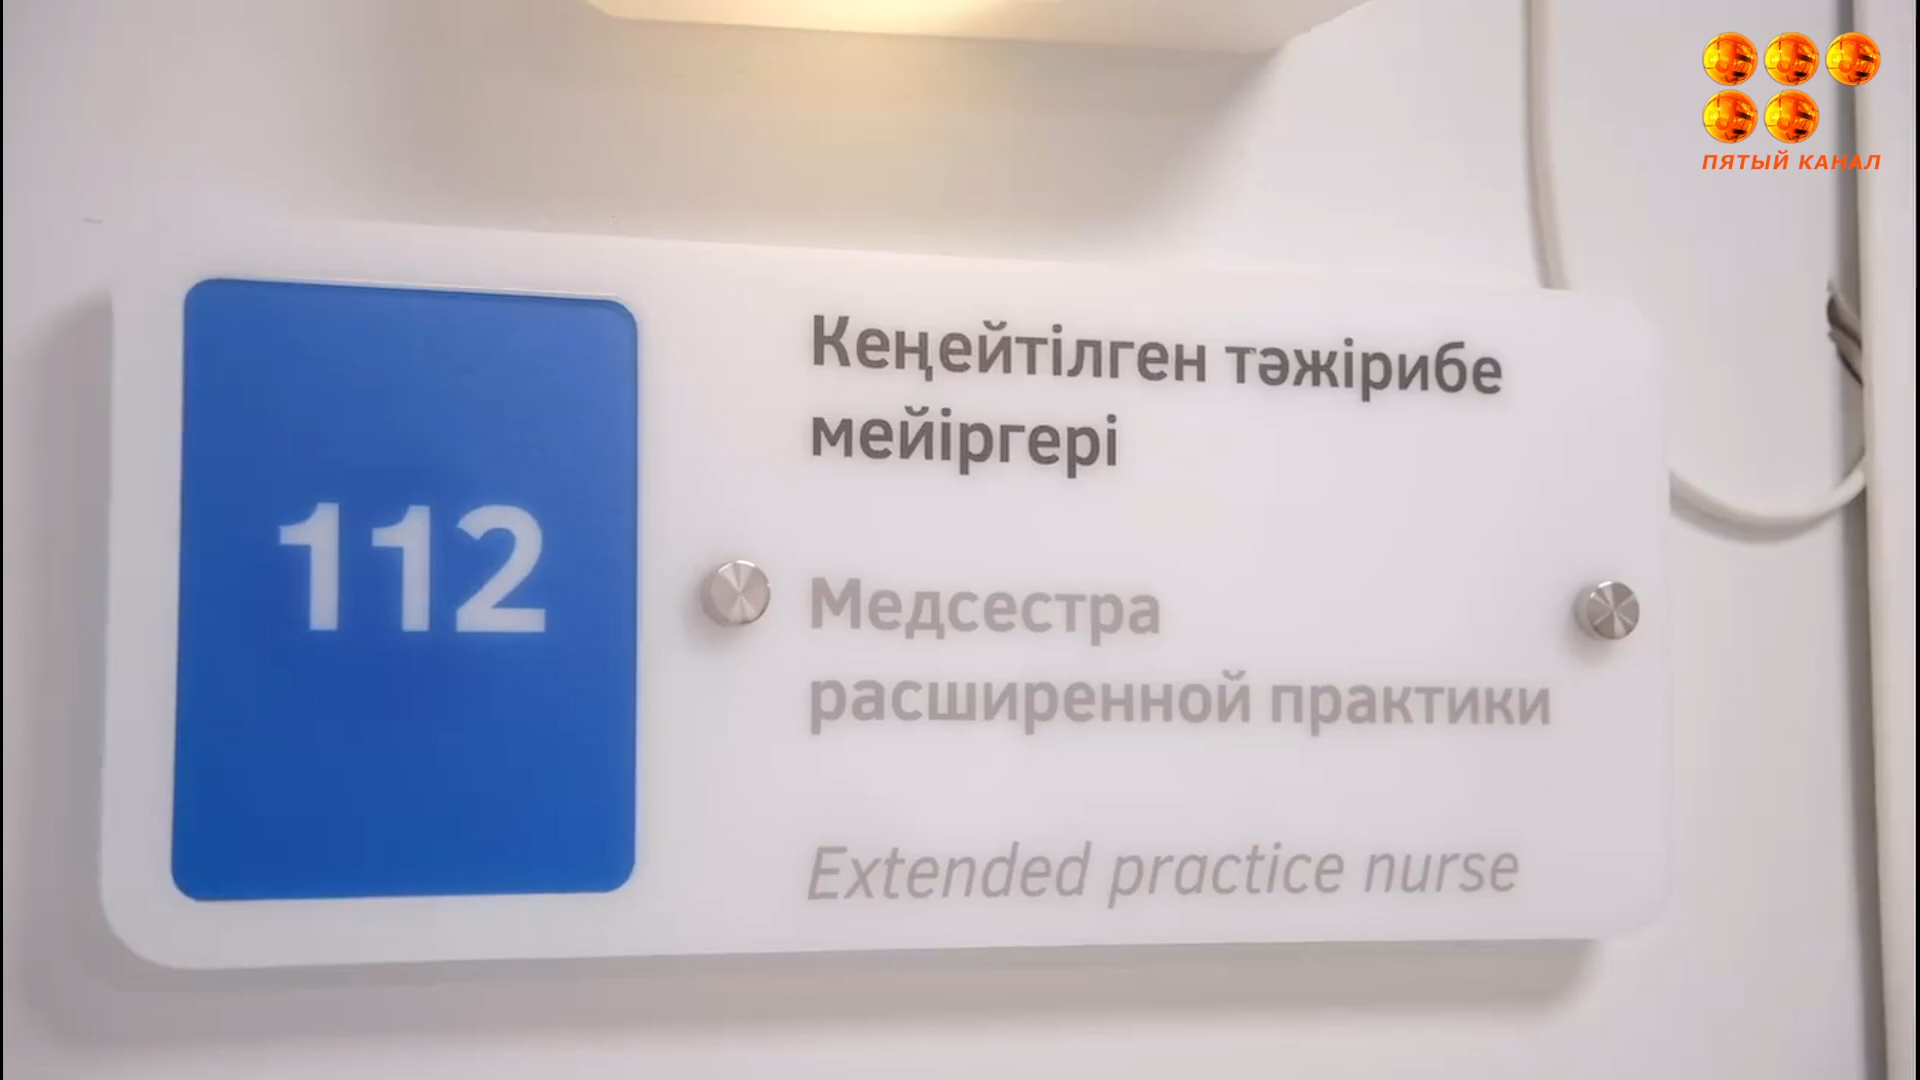 ПЯТЫЙ КАНАЛ
112
Кеңейтілген тәжірибе
мейіргері
Медсестра
расширенной практики
Extended practice nurse